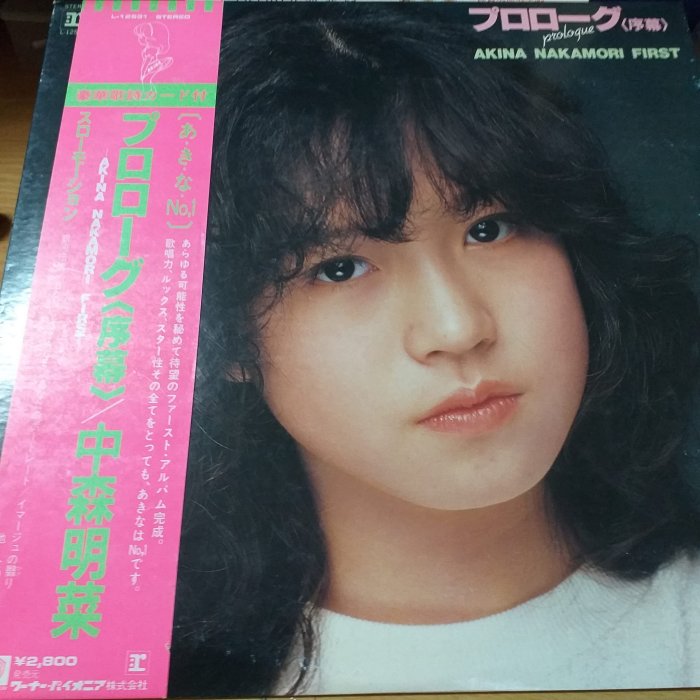 プロローグ〈序幕〉
prologue
AKINA NAKAMORI FIRST
L-12531 STEREO
豪華歌詩カード付
〔あ・き・な No.1〕
あらゆる可能性を秘めて待望のファースト・アルバム完成。
歌唱力、ルックス、スター性その全てをとっても、あきなはNo.1です。
プロローグ〈序幕〉/中森明菜
AKINA NAKAMORI FIRST
スローモーション
イマージュの翳り
¥2,800
発売元
ワーナー・パイオニア株式会社